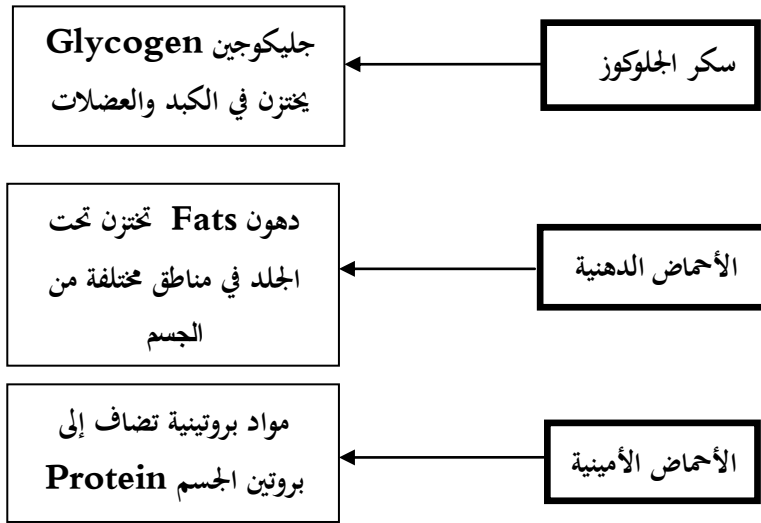 سكر الجلوكوز
جليكوجين Glycogen
يختزن في الكبد والعضلات
الأحماض الدهنية
دهون Fats تختزن تحت
الجلد في مناطق مختلفة من
الجسم
الأحماض الأمينية
مواد بروتينية تضاف إلى
بروتين الجسم Protein